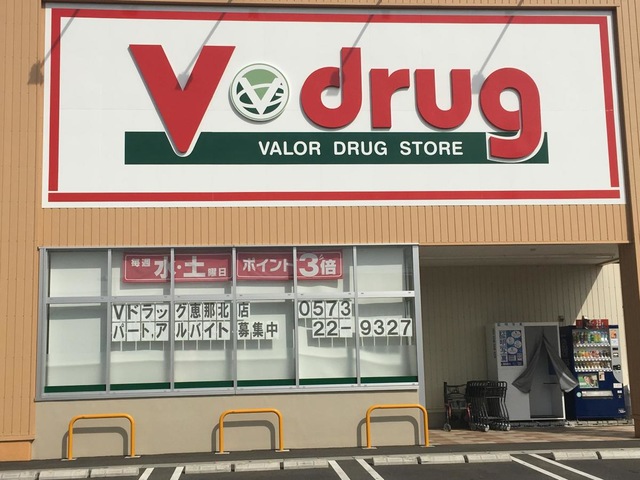 V drug
VALOR DRUG STORE
毎週 水・土曜日 ポイント3倍
Vドラッグ恵那北店 0573
パート.アルバイト募集中 22-9327